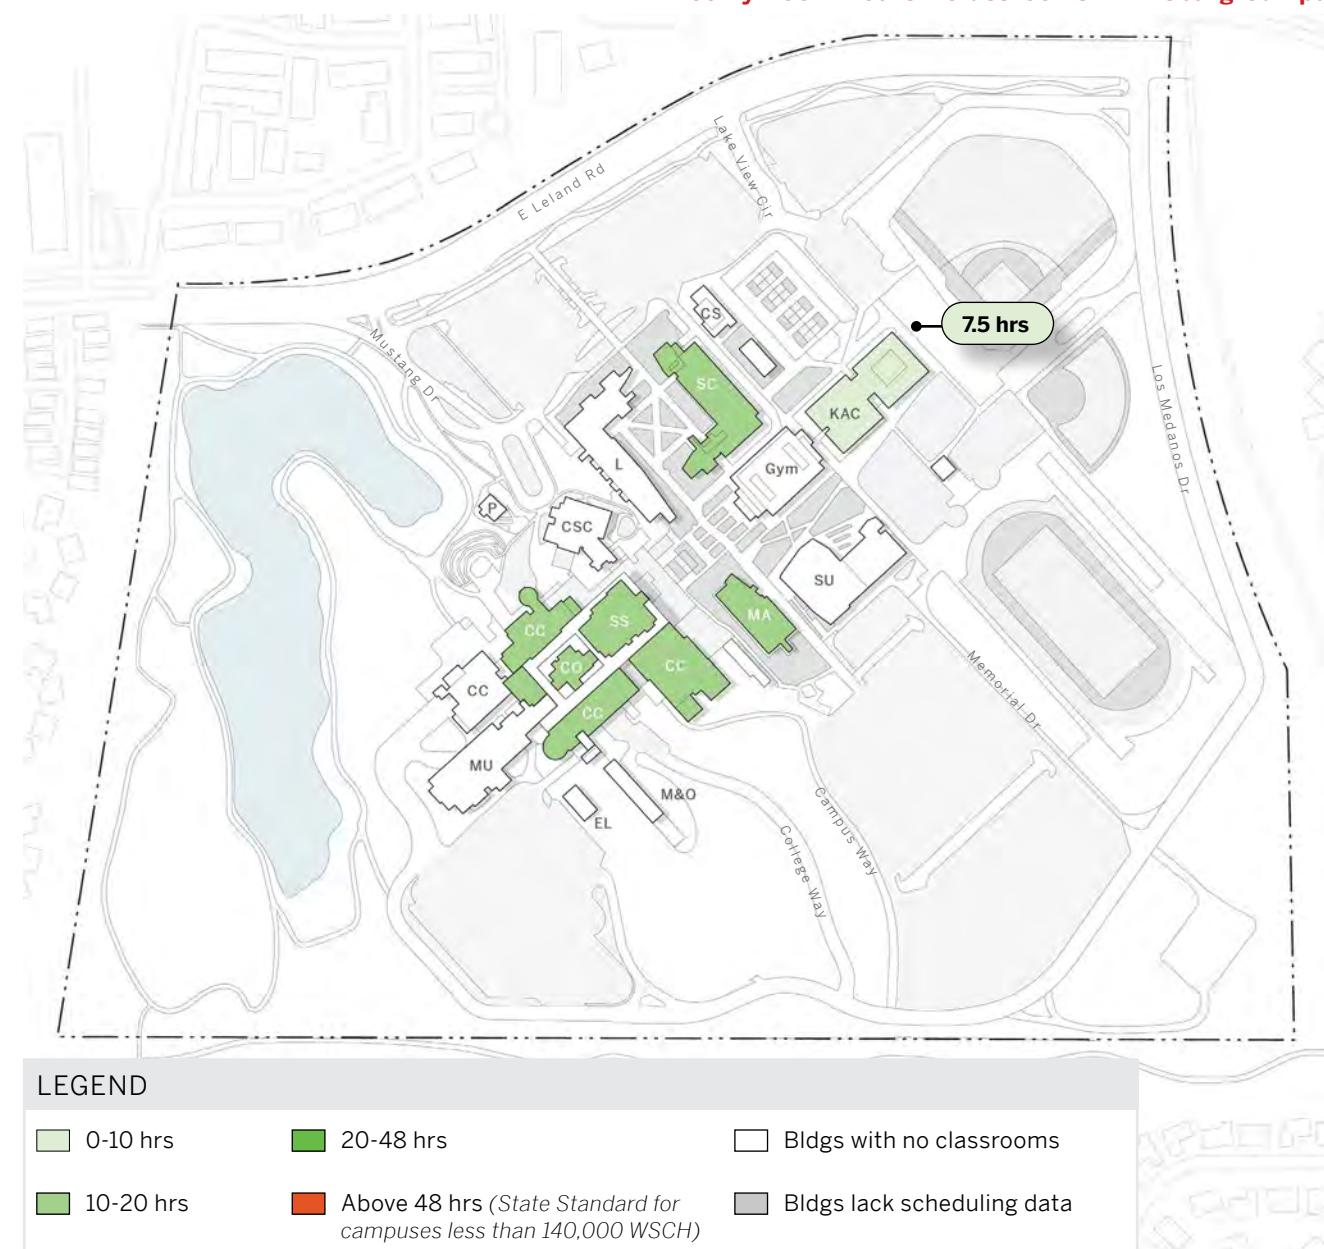 E Leland Rd
Lake View Cir
Mustang Dr
Los Medanos Dr
7.5 hrs
CS
SC
KAC
L
Gym
P
CSC
SU
CC
SS
MA
CO
CC
CC
CC
MU
M&O
EL
Memorial Dr
Campus Way
College Way
LEGEND
0-10 hrs
20-48 hrs
Bldgs with no classrooms
10-20 hrs
Above 48 hrs (State Standard for
campuses less than 140,000 WSCH)
Bldgs lack scheduling data